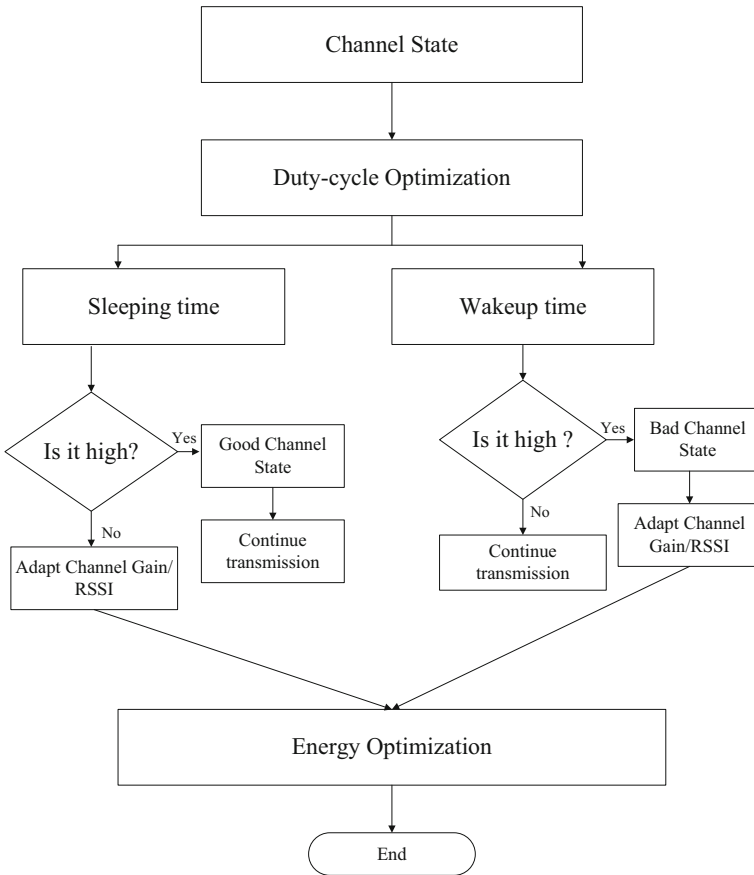 Channel State
Duty-cycle Optimization
Sleeping time
Wakeup time
Is it high?
Yes
Good Channel
State
No
Continue
transmission
Adapt Channel Gain/
RSSI
Is it high ?
Yes
Bad Channel
State
No
Continue
transmission
Adapt Channel
Gain/RSSI
Energy Optimization
End